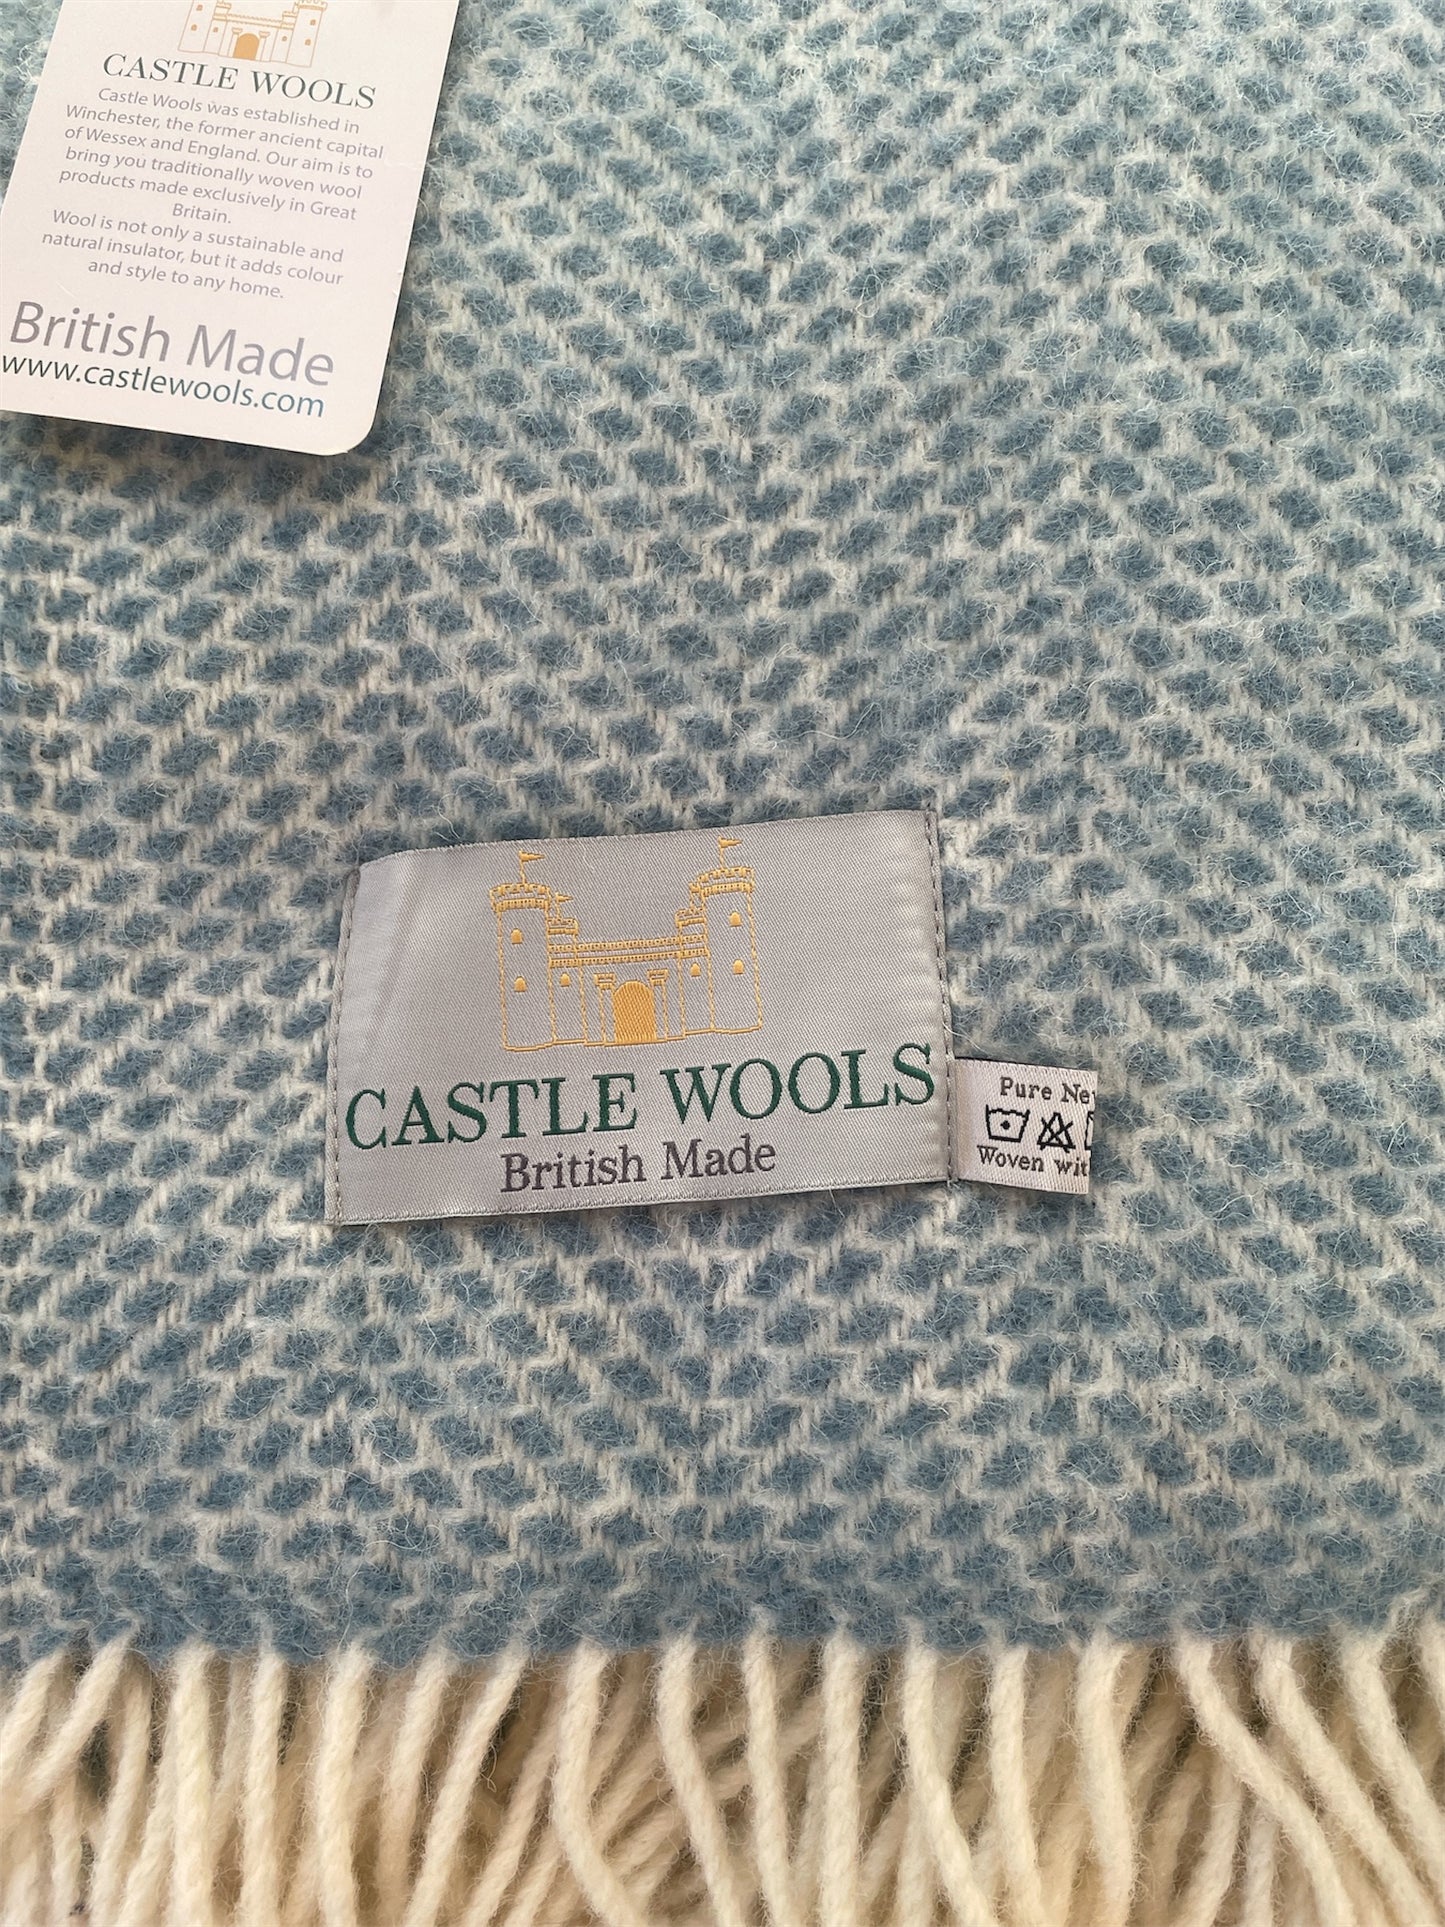 CASTLE WOOLS
Castle Wools was established in
Winchester, the former ancient capital
of Wessex and England. Our aim is to
bring you traditionally woven wool
products made exclusively in Great
Britain.
Wool is not only a sustainable and
natural insulator, but it adds colour
and style to any home.
British Made
www.castlewools.com
CASTLE WOOLS
British Made
Pure
Woven